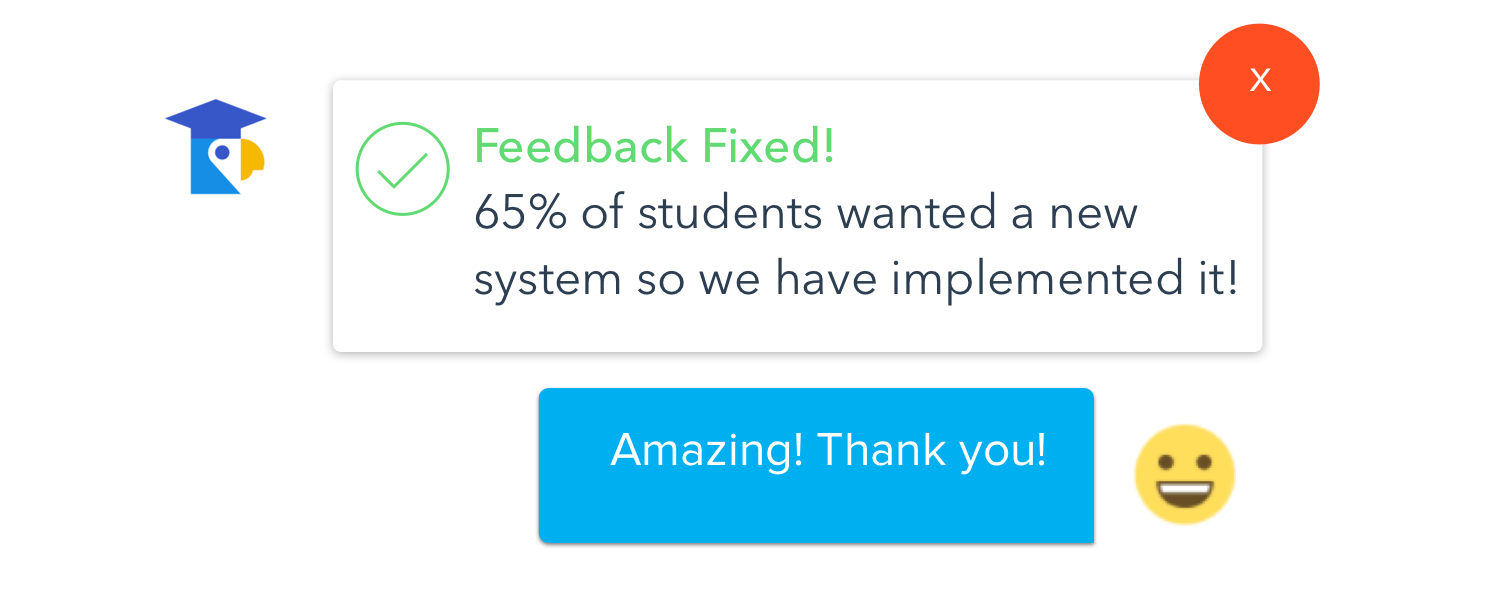 x
Feedback Fixed!
65% of students wanted a new
system so we have implemented it!
Amazing! Thank you!